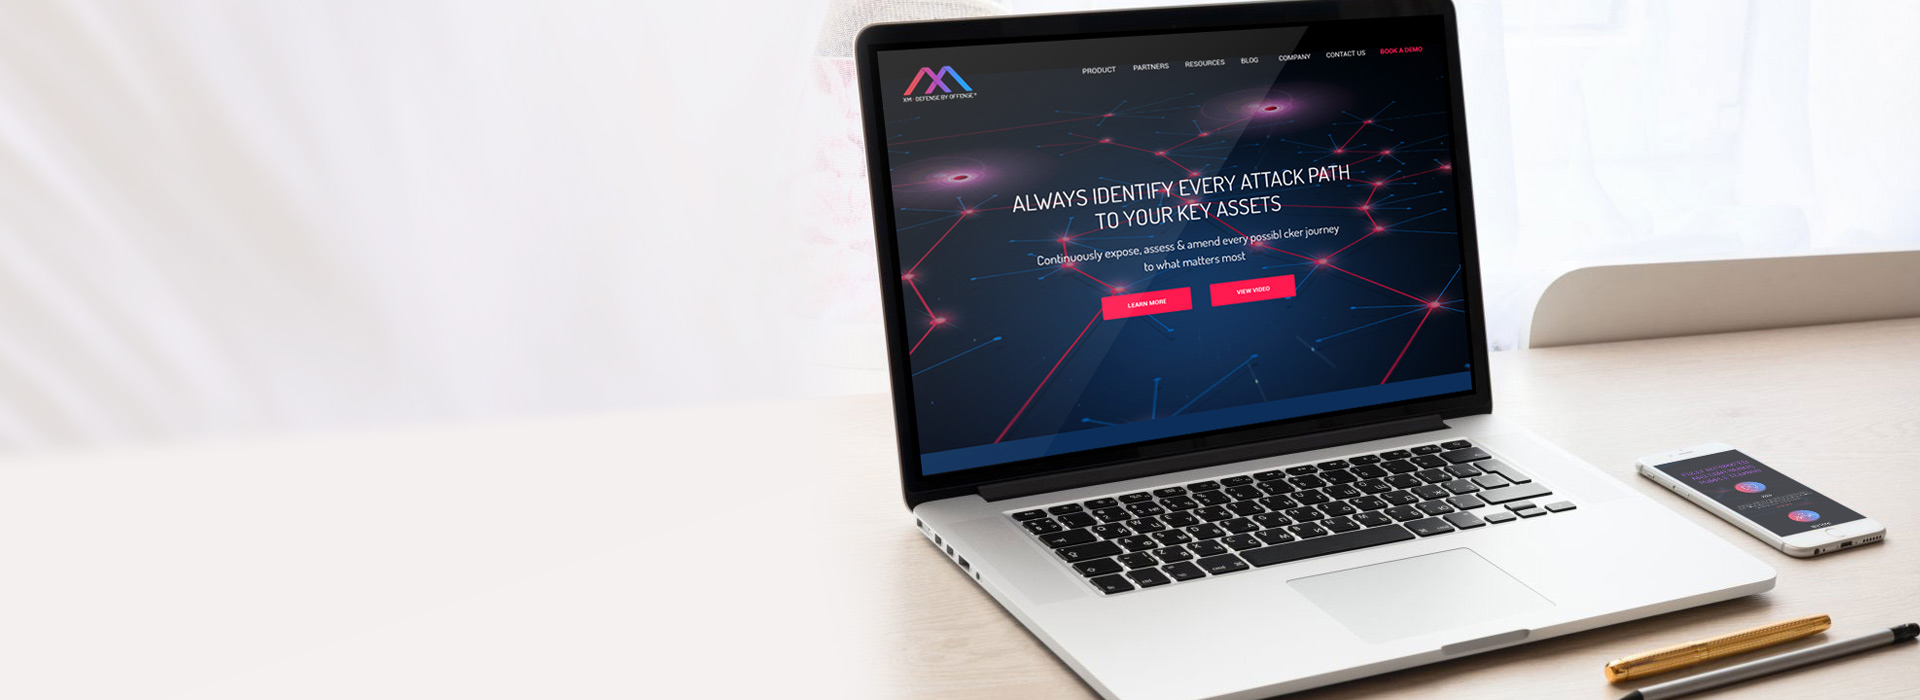 PRODUCT
PARTNERS
RESOURCES
BLOG
COMPANY
CONTACT US
BOOK A DEMO
XM · DEFENSE BY OFFENSE
ALWAYS IDENTIFY EVERY ATTACK PATH
TO YOUR KEY ASSETS
Continuously expose, assess & amend every possibl cker journey
to what matters most
LEARN MORE
VIEW VIDEO